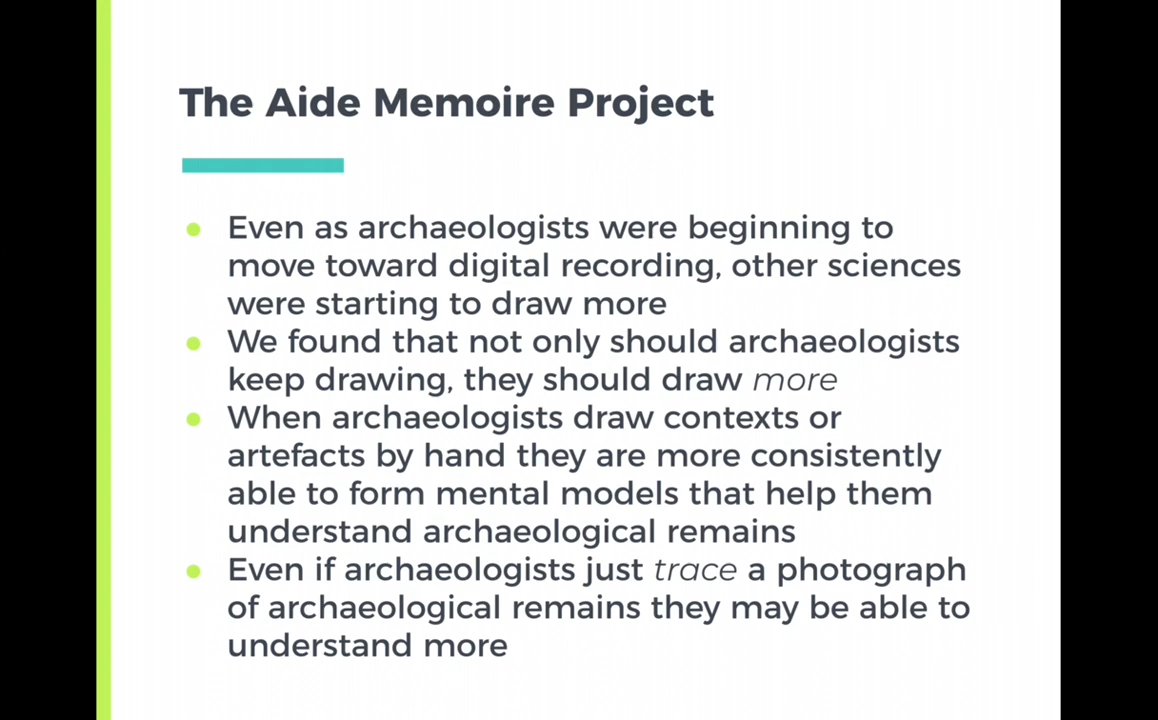 The Aide Memoire Project
● Even as archaeologists were beginning to
move toward digital recording, other sciences
were starting to draw more
● We found that not only should archaeologists
keep drawing, they should draw more
● When archaeologists draw contexts or
artefacts by hand they are more consistently
able to form mental models that help them
understand archaeological remains
● Even if archaeologists just trace a photograph
of archaeological remains they may be able to
understand more